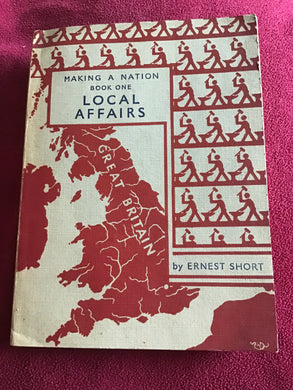 MAKING A NATION
BOOK ONE
LOCAL
AFFAIRS
GREAT BRITAIN
by ERNEST SHORT